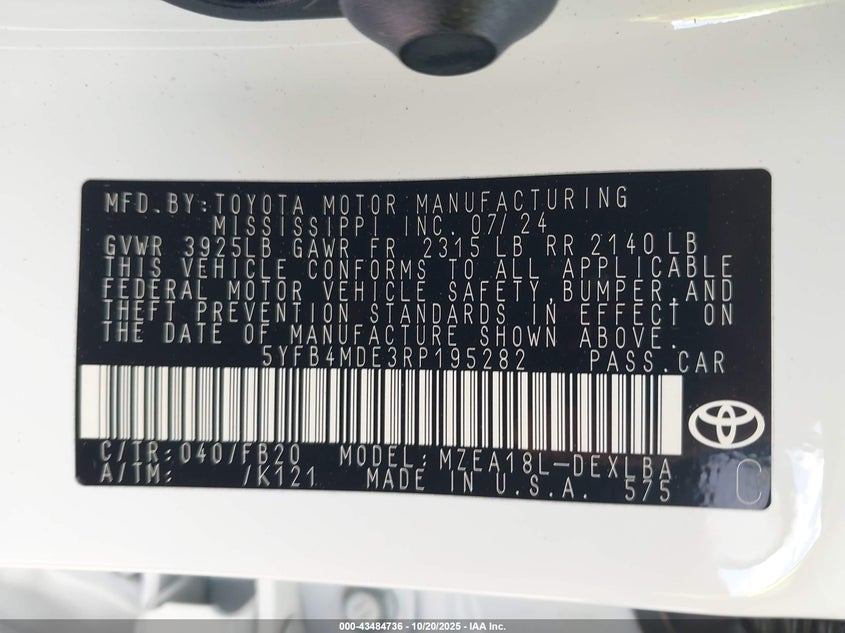 MFD.BY:TOYOTA MOTOR MANUFACTURING
MISSISSIPPI INC. 07/24
GVWR 3925LB GAWR FR 2315 LB RR 2140 LB
THIS VEHICLE CONFORMS TO ALL APPLICABLE
FEDERAL MOTOR VEHICLE SAFETY,BUMPER,AND
THEFT PREVENTION STANDARDS IN EFFECT ON
THE DATE OF MANUFACTURE SHOWN ABOVE.
5YFB4MDE3RP195282 PASS.CAR
C/TR:040/FB20 MODEL:MZEA18L-DEXLBA
A/TM: /K121 MADE IN U.S.A. 575
C
000-43484736 - 10/20/2025 - IAA Inc.